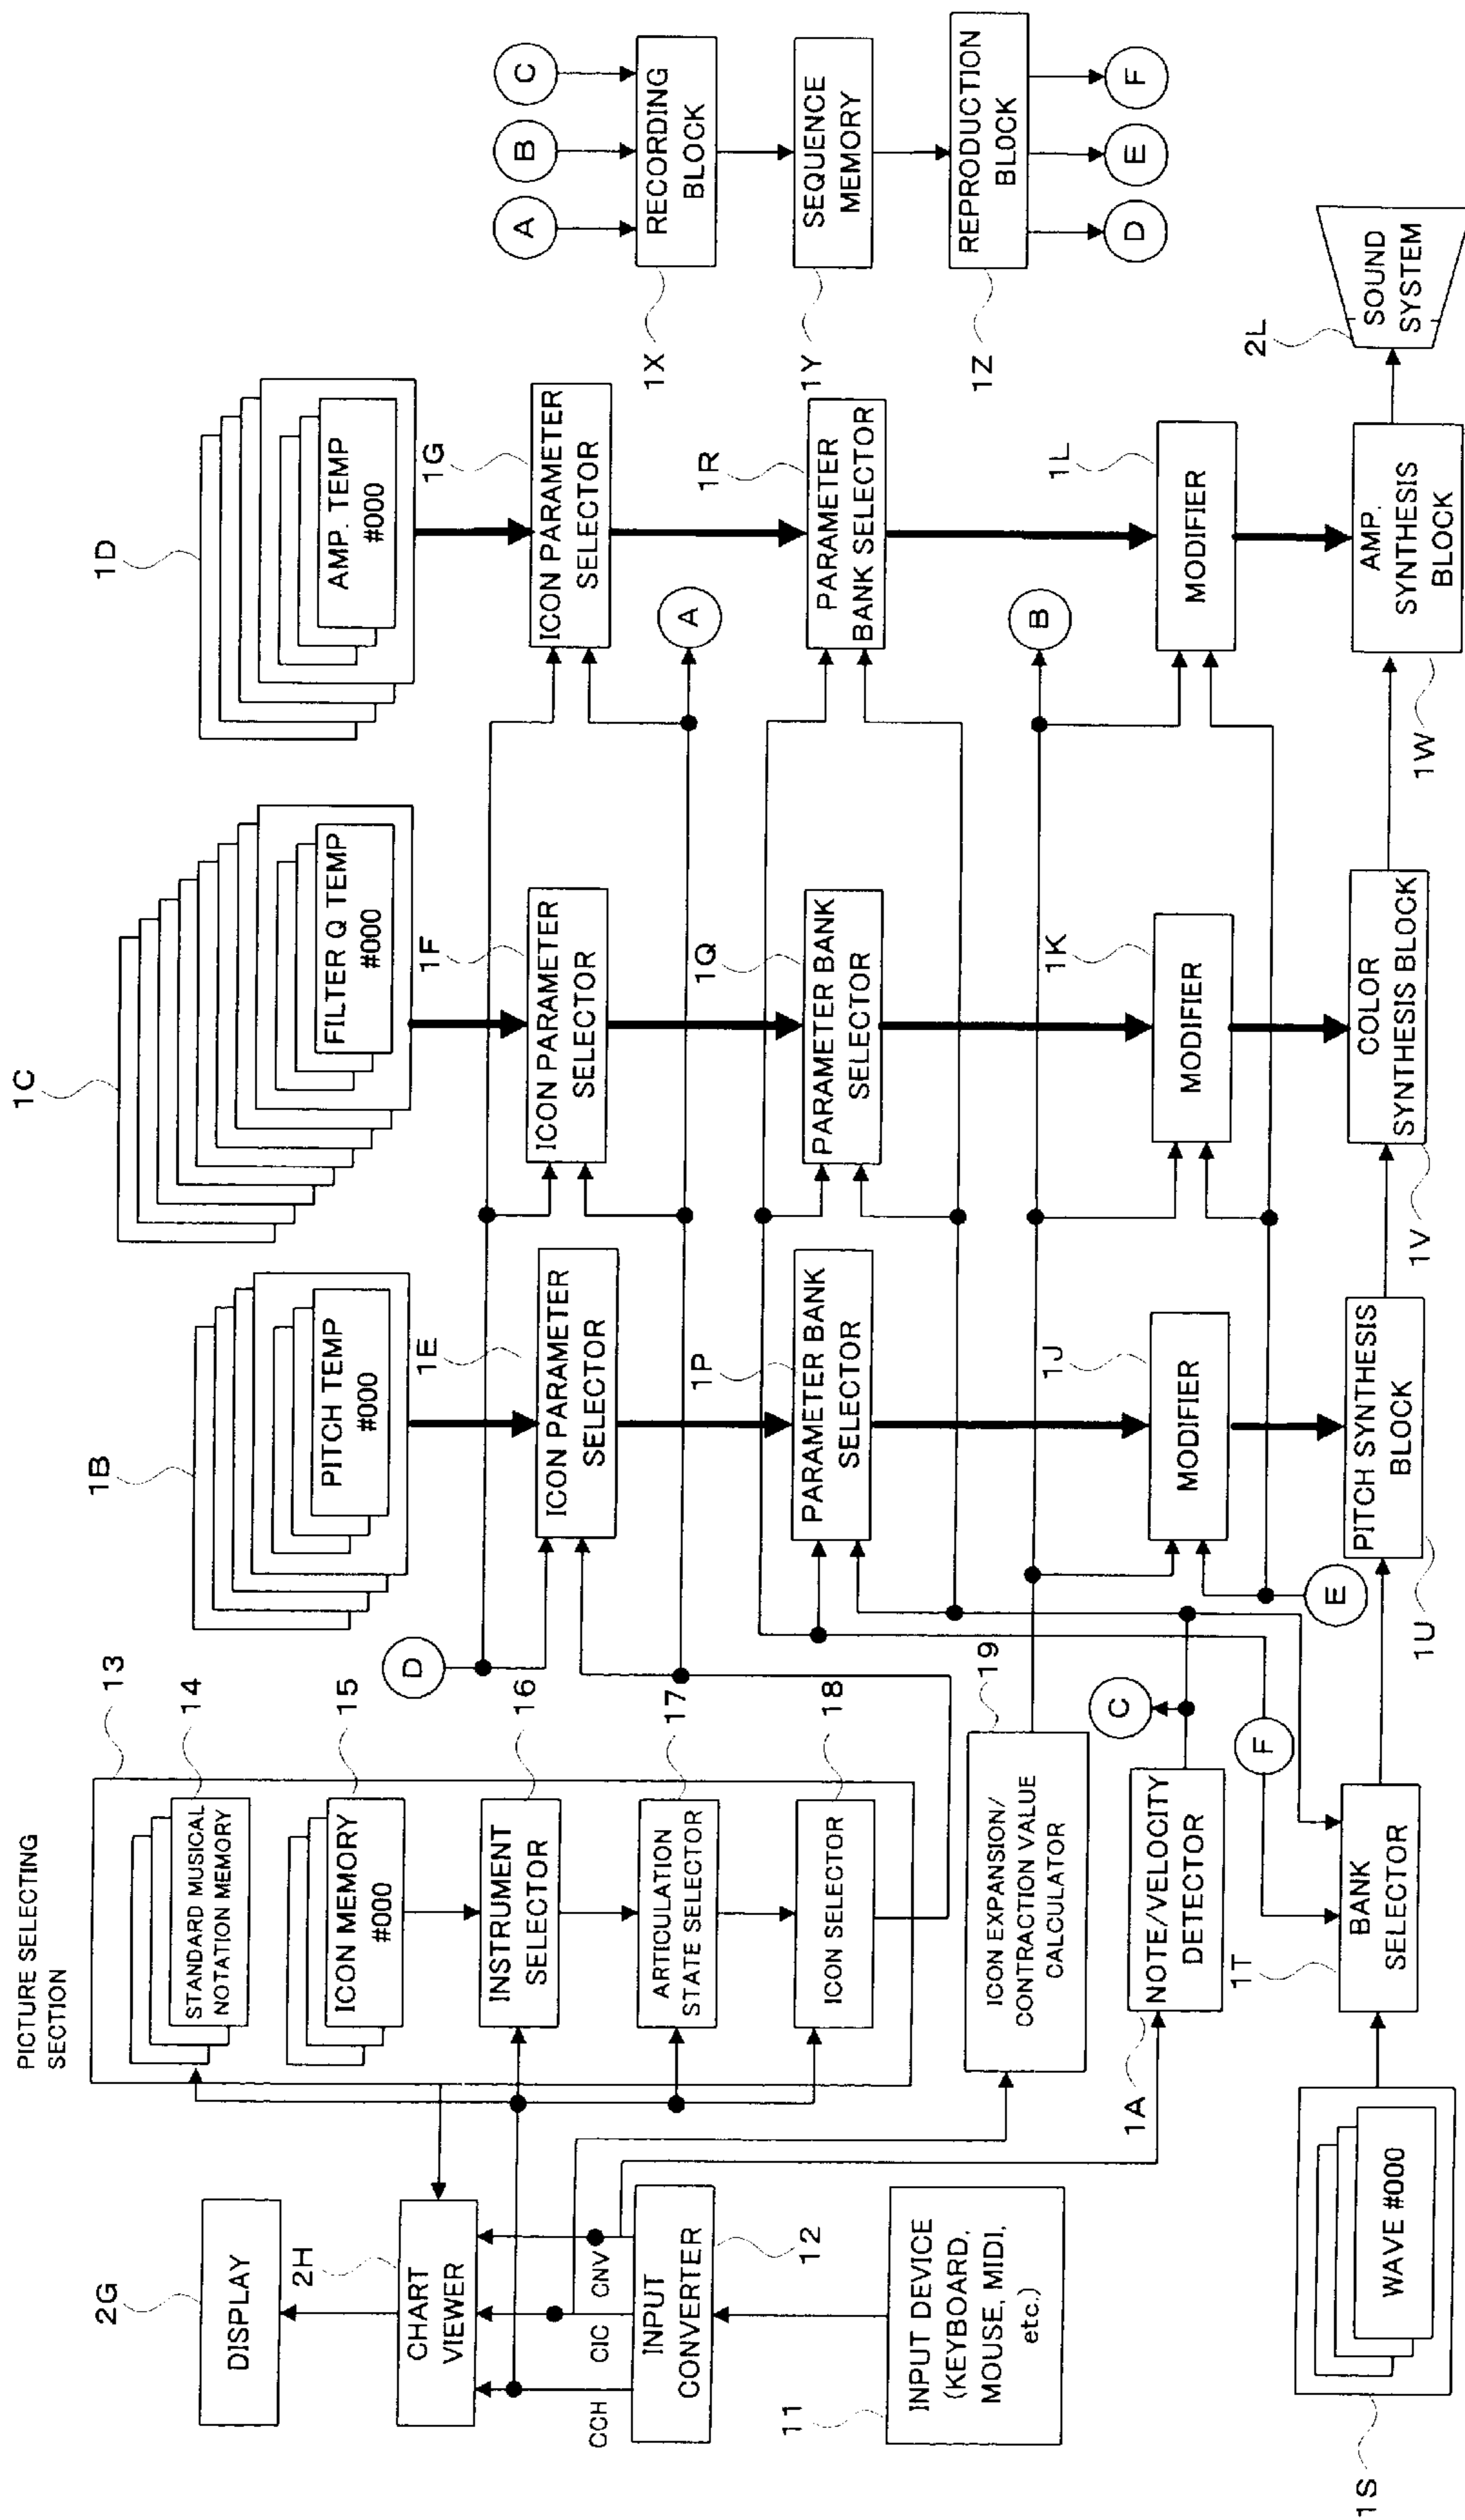 PICTURE SELECTING
SECTION
13
STANDARD MUSICAL
NOTATION MEMORY
14
ICON MEMORY
#000
15
INSTRUMENT
SELECTOR
16
ARTICULATION
STATE SELECTOR
17
ICON SELECTOR
18
2G
DISPLAY
2H
CHART
VIEWER
CCH
CIC
CNV
INPUT
CONVERTER
12
11
INPUT DEVICE
(KEYBOARD,
MOUSE, MIDI,
etc.)
ICON EXPANSION/
CONTRACTION VALUE
CALCULATOR
19
1A
NOTE/VELOCITY
DETECTOR
C
D
E
F
1S
WAVE #000
1T
BANK
SELECTOR
1B
PITCH TEMP
#000
1E
ICON PARAMETER
SELECTOR
1P
PARAMETER BANK
SELECTOR
1J
MODIFIER
1U
PITCH SYNTHESIS
BLOCK
1C
FILTER Q TEMP
#000
1F
ICON PARAMETER
SELECTOR
1Q
PARAMETER BANK
SELECTOR
1K
MODIFIER
1V
COLOR
SYNTHESIS BLOCK
1D
AMP. TEMP
#000
1G
ICON PARAMETER
SELECTOR
A
1R
PARAMETER
BANK SELECTOR
B
1L
MODIFIER
1W
AMP.
SYNTHESIS
BLOCK
2L
SOUND
SYSTEM
A
B
C
1X
RECORDING
BLOCK
1Y
SEQUENCE
MEMORY
1Z
REPRODUCTION
BLOCK
D
E
F